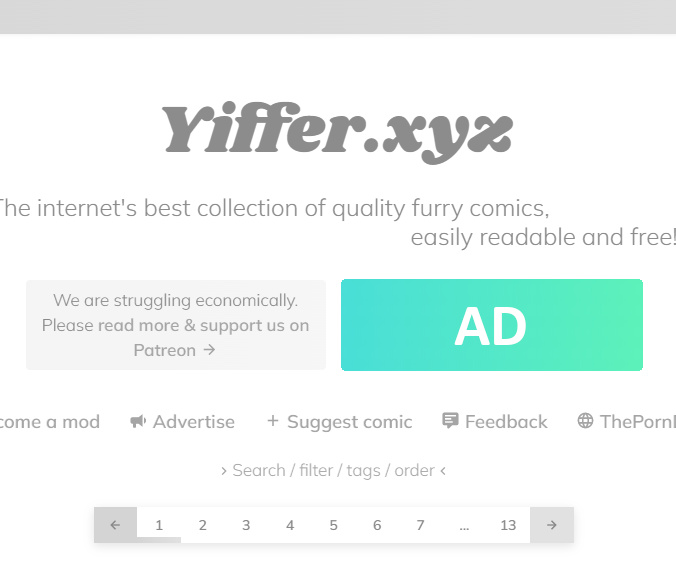 Yiffer.xyz
The internet's best collection of quality furry comics,
easily readable and free!
We are struggling economically.
Please read more & support us on
Patreon →
AD
come a mod Advertise + Suggest comic Feedback ThePorn
› Search / filter / tags / order ‹
← 1 2 3 4 5 6 7 ... 13 →